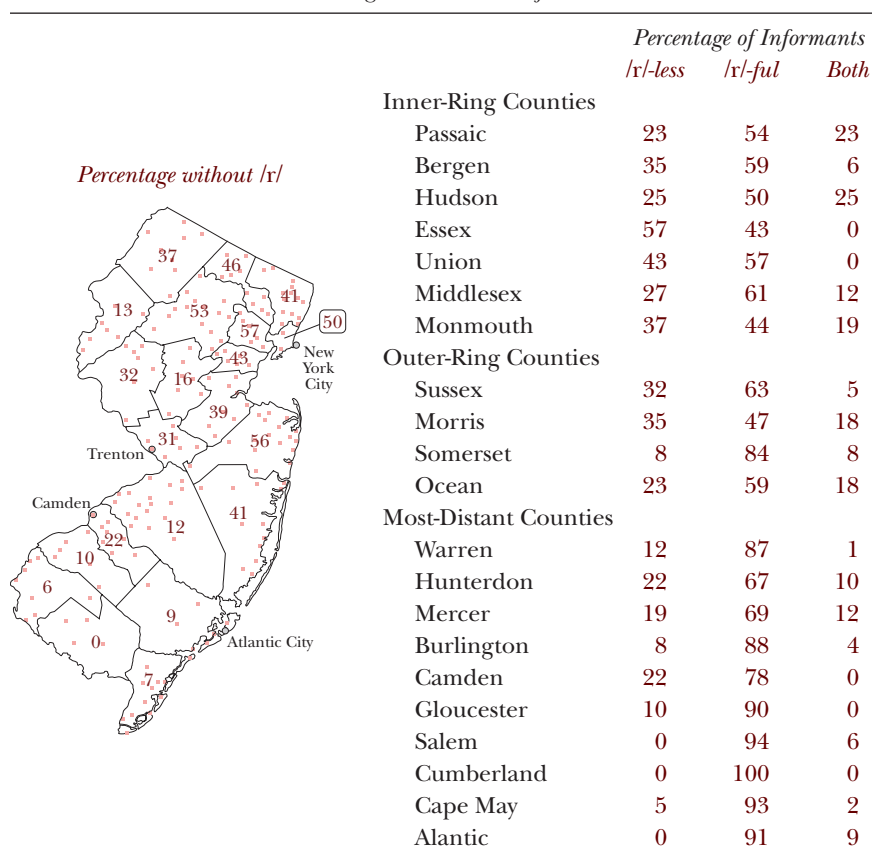 Percentage of Informants
/r/-less /r/-ful Both
Inner-Ring Counties
Passaic 23 54 23
Bergen 35 59 6
Hudson 25 50 25
Essex 57 43 0
Union 43 57 0
Middlesex 27 61 12
Monmouth 37 44 19
Outer-Ring Counties
Sussex 32 63 5
Morris 35 47 18
Somerset 8 84 8
Ocean 23 59 18
Most-Distant Counties
Warren 12 87 1
Hunterdon 22 67 10
Mercer 19 69 12
Burlington 8 88 4
Camden 22 78 0
Gloucester 10 90 0
Salem 0 94 6
Cumberland 0 100 0
Cape May 5 93 2
Alantic 0 91 9
Percentage without /r/
37
46
41
13
53
50
57
New
York
City
43
32
16
39
31
56
Trenton
Camden
41
12
22
10
6
9
0
Atlantic City
7